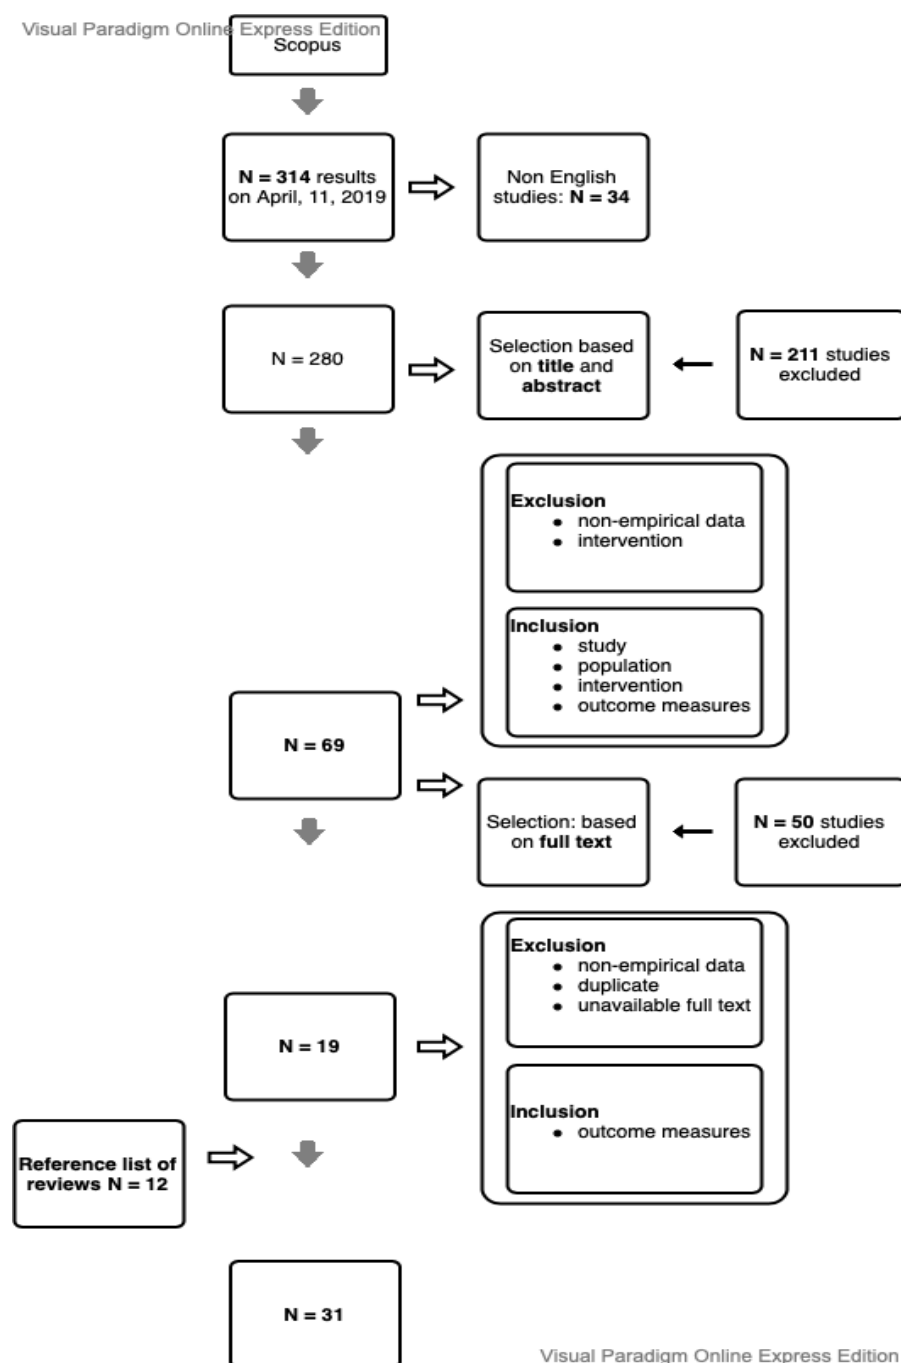 Visual Paradigm Online Express Edition
Scopus
N = 314 results
on April, 11, 2019
Non English
studies: N = 34
N = 280
Selection based
on title and
abstract
N = 211 studies
excluded
Exclusion
• non-empirical data
• intervention
Inclusion
• study
• population
• intervention
• outcome measures
N = 69
Selection: based
on full text
N = 50 studies
excluded
Exclusion
• non-empirical data
• duplicate
• unavailable full text
N = 19
Inclusion
• outcome measures
Reference list of
reviews N = 12
N = 31
Visual Paradigm Online Express Edition